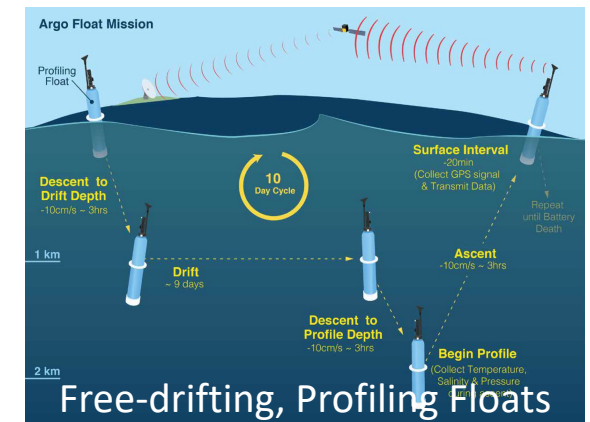 Argo Float Mission
Profiling
Float
Descent to
Drift Depth
-10cm/s ~ 3hrs
10
Day Cycle
Surface Interval
~20min
(Collect GPS signal
& Transmit Data)
Repeat
until Battery
Death
1 km
Drift
~ 9 days
Ascent
~10cm/s ~ 3hrs
Descent to
Profile Depth
-10cm/s ~ 3hrs
Begin Profile
(Collect Temperature,
Salinity & Pressure
during ascent)
2 km
Free-drifting, Profiling Floats